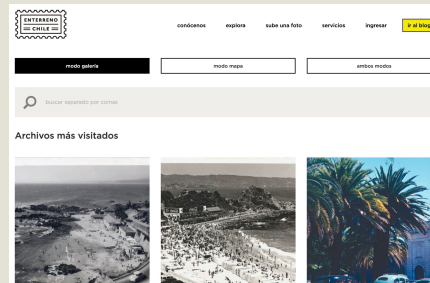 ENTERRENO
CHILE
conócenos explora sube una foto servicios ingresar ir al blog
modo galería modo mapa ambos modos
buscar separado por comas
Archivos más visitados